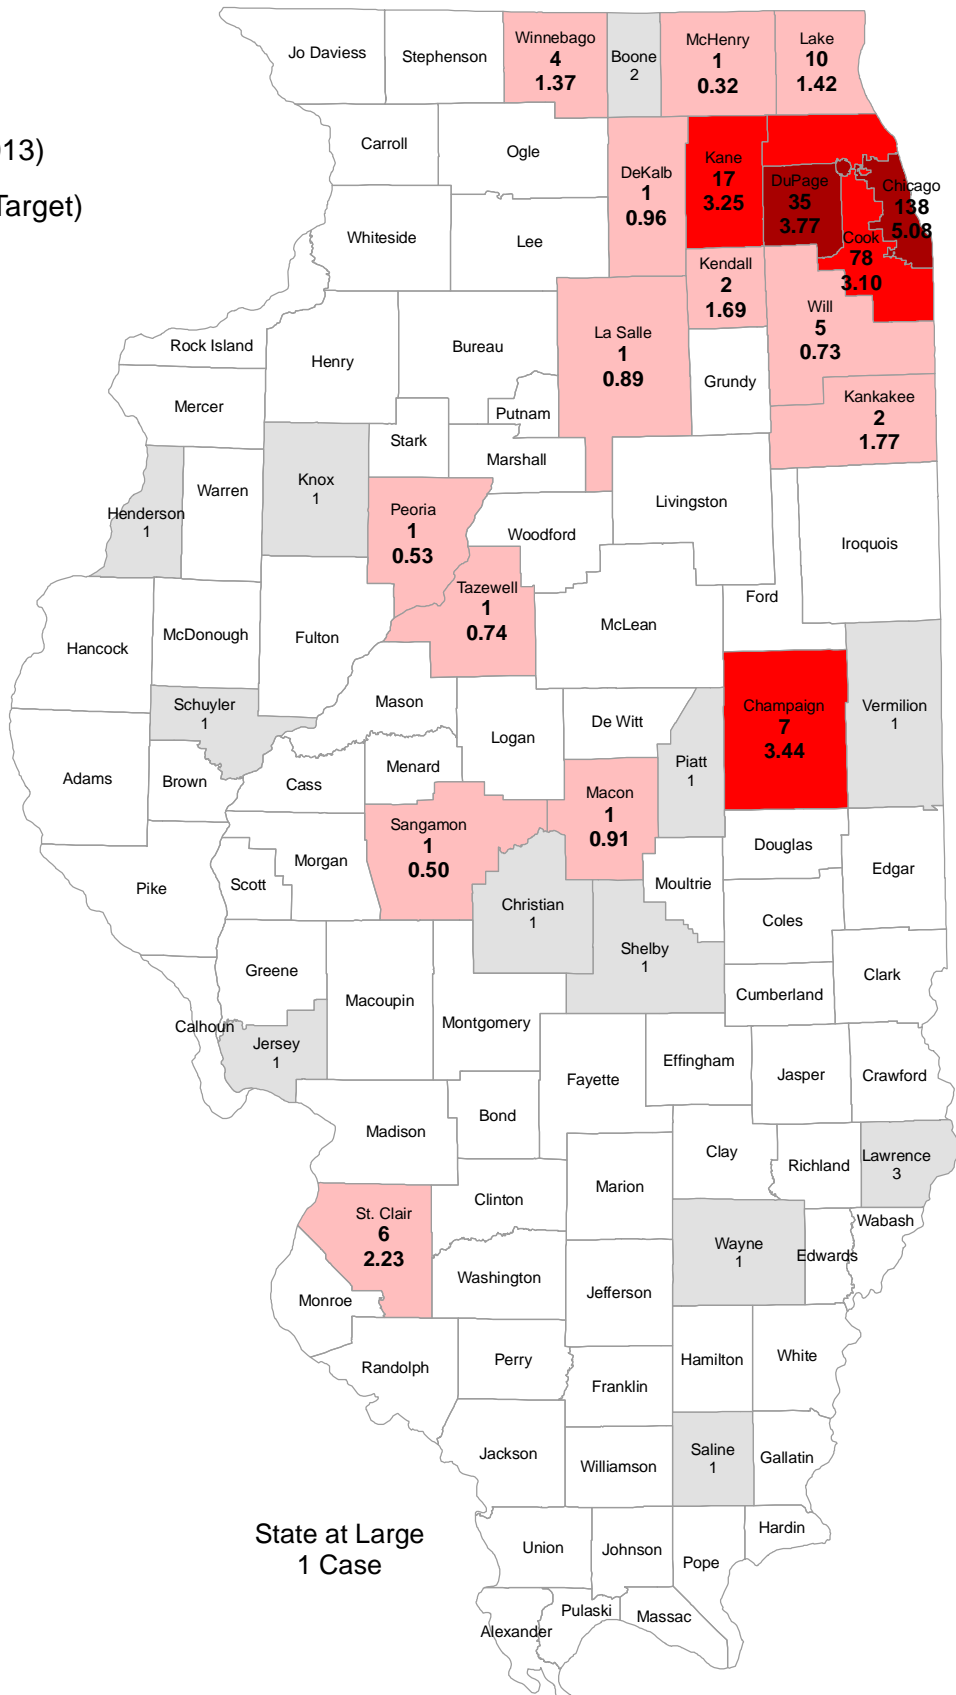 13)
Target)
Jo Daviess
Stephenson
Winnebago
4
1.37
Boone
2
McHenry
1
0.32
Lake
10
1.42
Carroll
Ogle
DeKalb
1
0.96
Kane
17
3.25
DuPage
35
3.77
Chicago
138
5.08
Cook
78
3.10
Whiteside
Lee
Kendall
2
1.69
Will
5
0.73
Rock Island
Henry
Bureau
La Salle
1
0.89
Grundy
Kankakee
2
1.77
Mercer
Putnam
Stark
Marshall
Henderson
1
Warren
Knox
1
Peoria
1
0.53
Woodford
Livingston
Iroquois
Tazewell
1
0.74
Ford
McLean
Hancock
McDonough
Fulton
Schuyler
1
Mason
Logan
De Witt
Champaign
7
3.44
Vermilion
1
Piatt
1
Adams
Brown
Cass
Menard
Macon
1
0.91
Sangamon
1
0.50
Morgan
Scott
Pike
Christian
1
Moultrie
Douglas
Edgar
Coles
Shelby
1
Greene
Macoupin
Montgomery
Cumberland
Clark
Calhoun
Jersey
1
Fayette
Effingham
Jasper
Crawford
Madison
Bond
Clay
Richland
Lawrence
3
Marion
Clinton
St. Clair
6
2.23
Wayne
1
Edwards
Wabash
Washington
Jefferson
Monroe
Randolph
Perry
Franklin
Hamilton
White
Jackson
Williamson
Saline
1
Gallatin
State at Large
1 Case
Union
Johnson
Pope
Hardin
Alexander
Pulaski
Massac